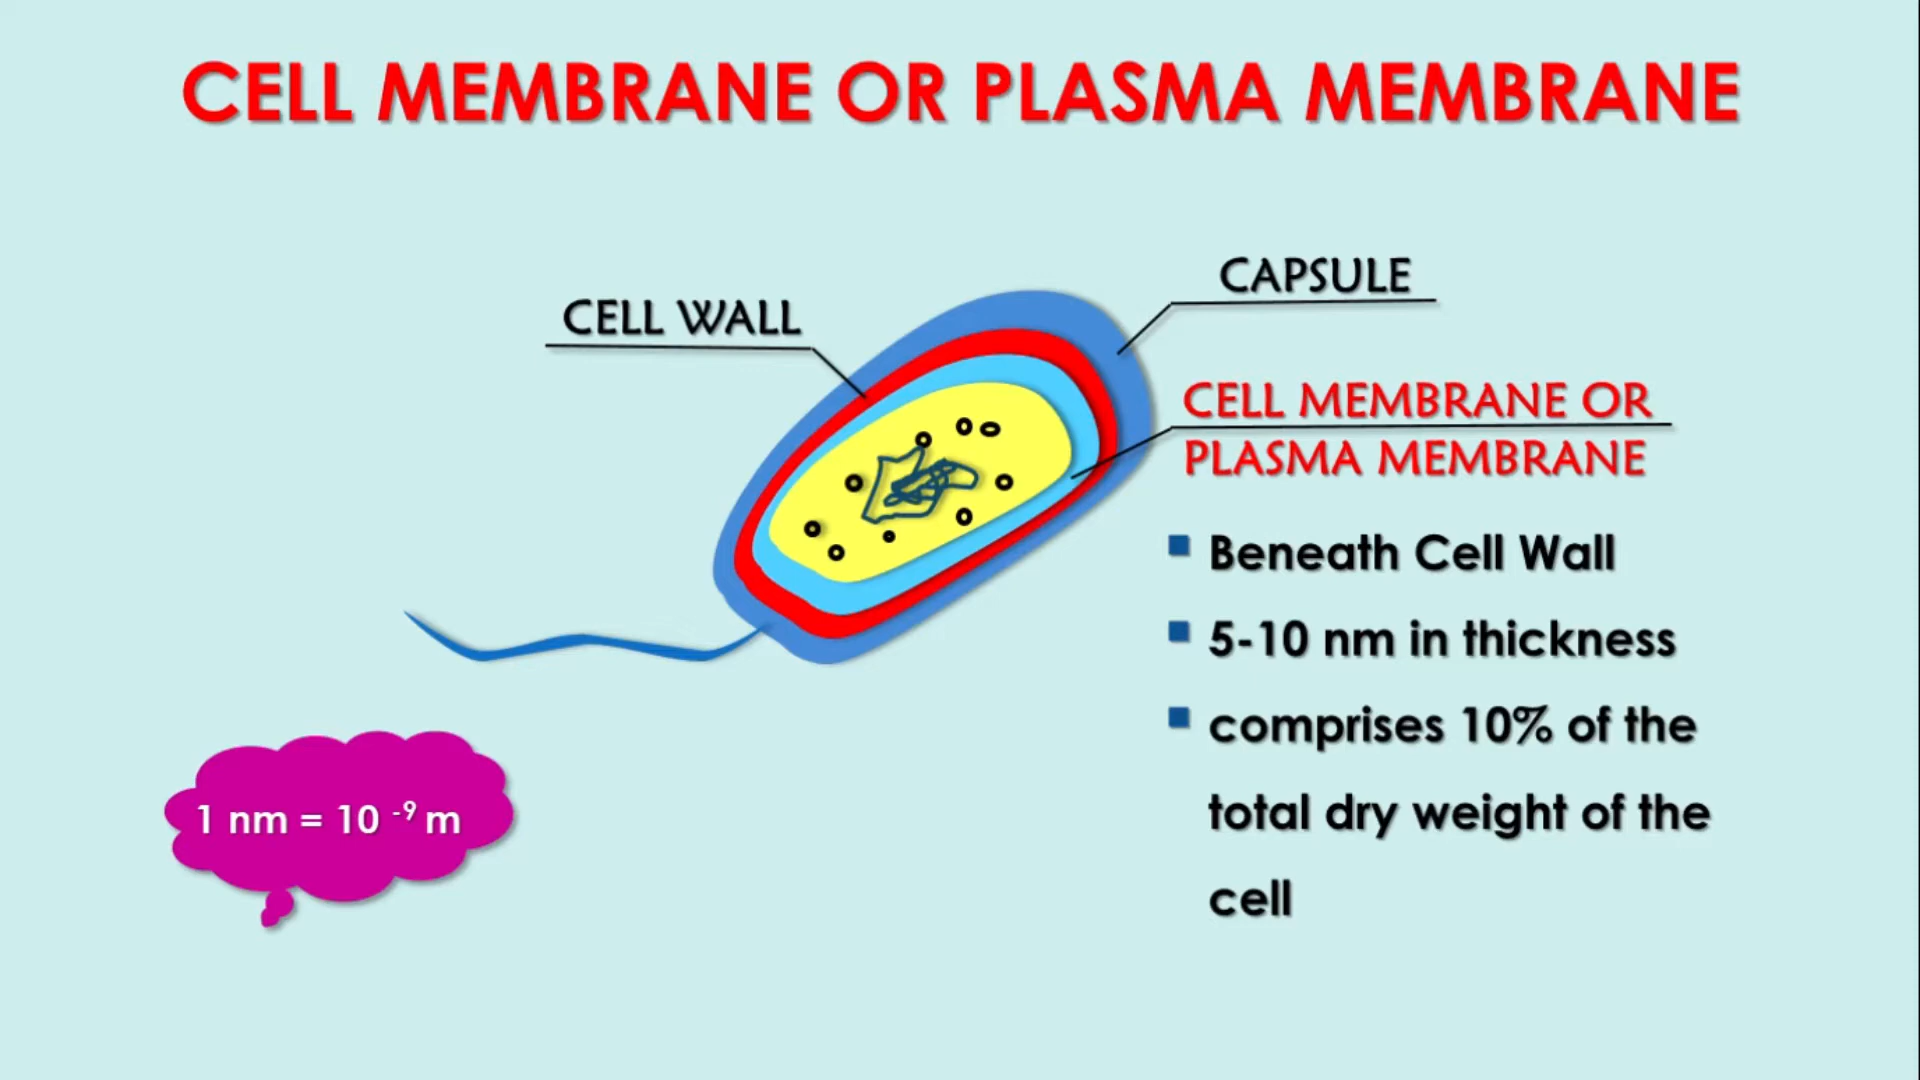 CELL MEMBRANE OR PLASMA MEMBRANE
CAPSULE
CELL WALL
CELL MEMBRANE OR
PLASMA MEMBRANE
Beneath Cell Wall
5-10 nm in thickness
comprises 10% of the
total dry weight of the
cell
1 nm = 10 -9 m